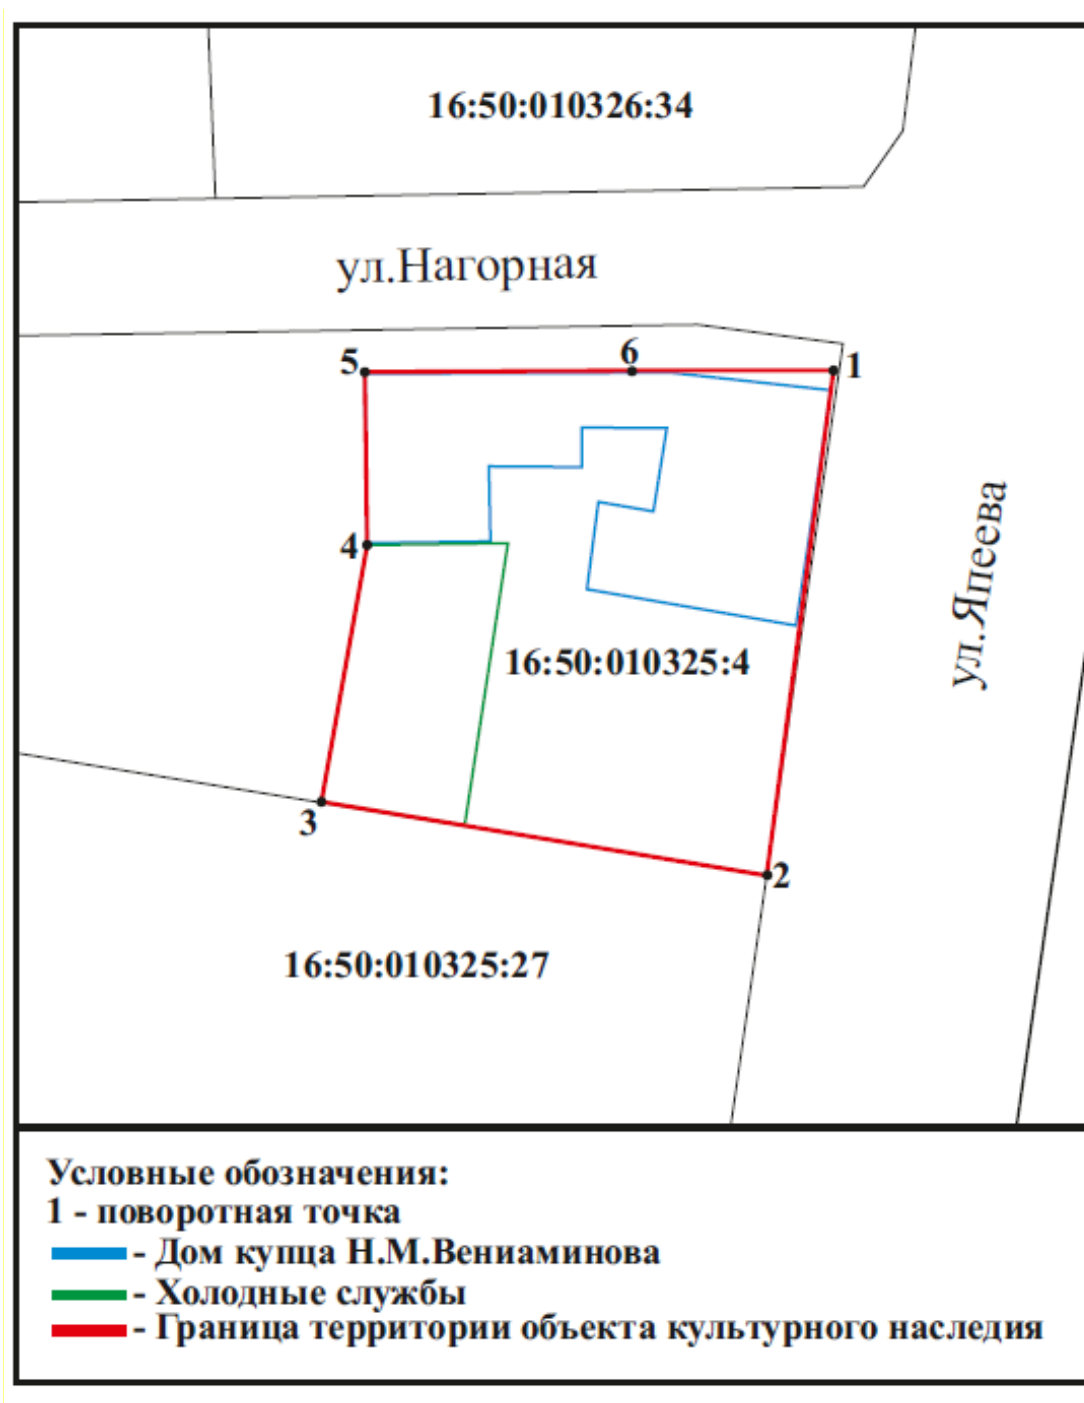 16:50:010326:34
ул.Нагорная
5
6
1
4
ул.Япеева
16:50:010325:4
3
2
16:50:010325:27
Условные обозначения:
1 - поворотная точка
- Дом купца Н.М.Вениаминова
- Холодные службы
- Граница территории объекта культурного наследия